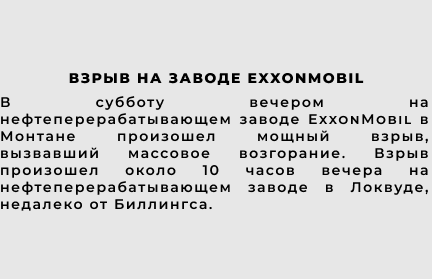 ВЗРЫВ НА ЗАВОДЕ EXXONMOBIL
В субботу вечером на
нефтеперерабатывающем заводе ExxonMobil в
Монтане произошел мощный взрыв,
вызвавший массовое возгорание. Взрыв
произошел около 10 часов вечера на
нефтеперерабатывающем заводе в Локвуде,
недалеко от Биллингса.